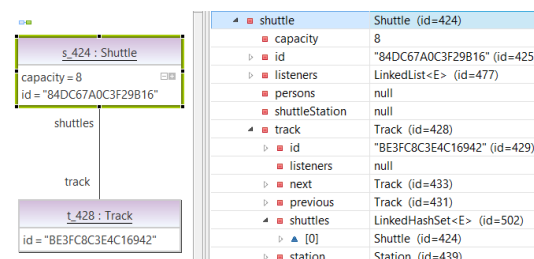 s_424 : Shuttle
capacity = 8
id = "84DC67A0C3F29B16"
shuttles
track
t_428 : Track
id = "BE3FC8C3E4C16942"
shuttle Shuttle (id=424)
capacity 8
id "84DC67A0C3F29B16" (id=425
listeners LinkedList<E> (id=477)
persons null
shuttleStation null
track Track (id=428)
id "BE3FC8C3E4C16942" (id=429)
listeners null
next Track (id=433)
previous Track (id=431)
shuttles LinkedHashSet<E> (id=502)
[0] Shuttle (id=424)
station Station (id=439)